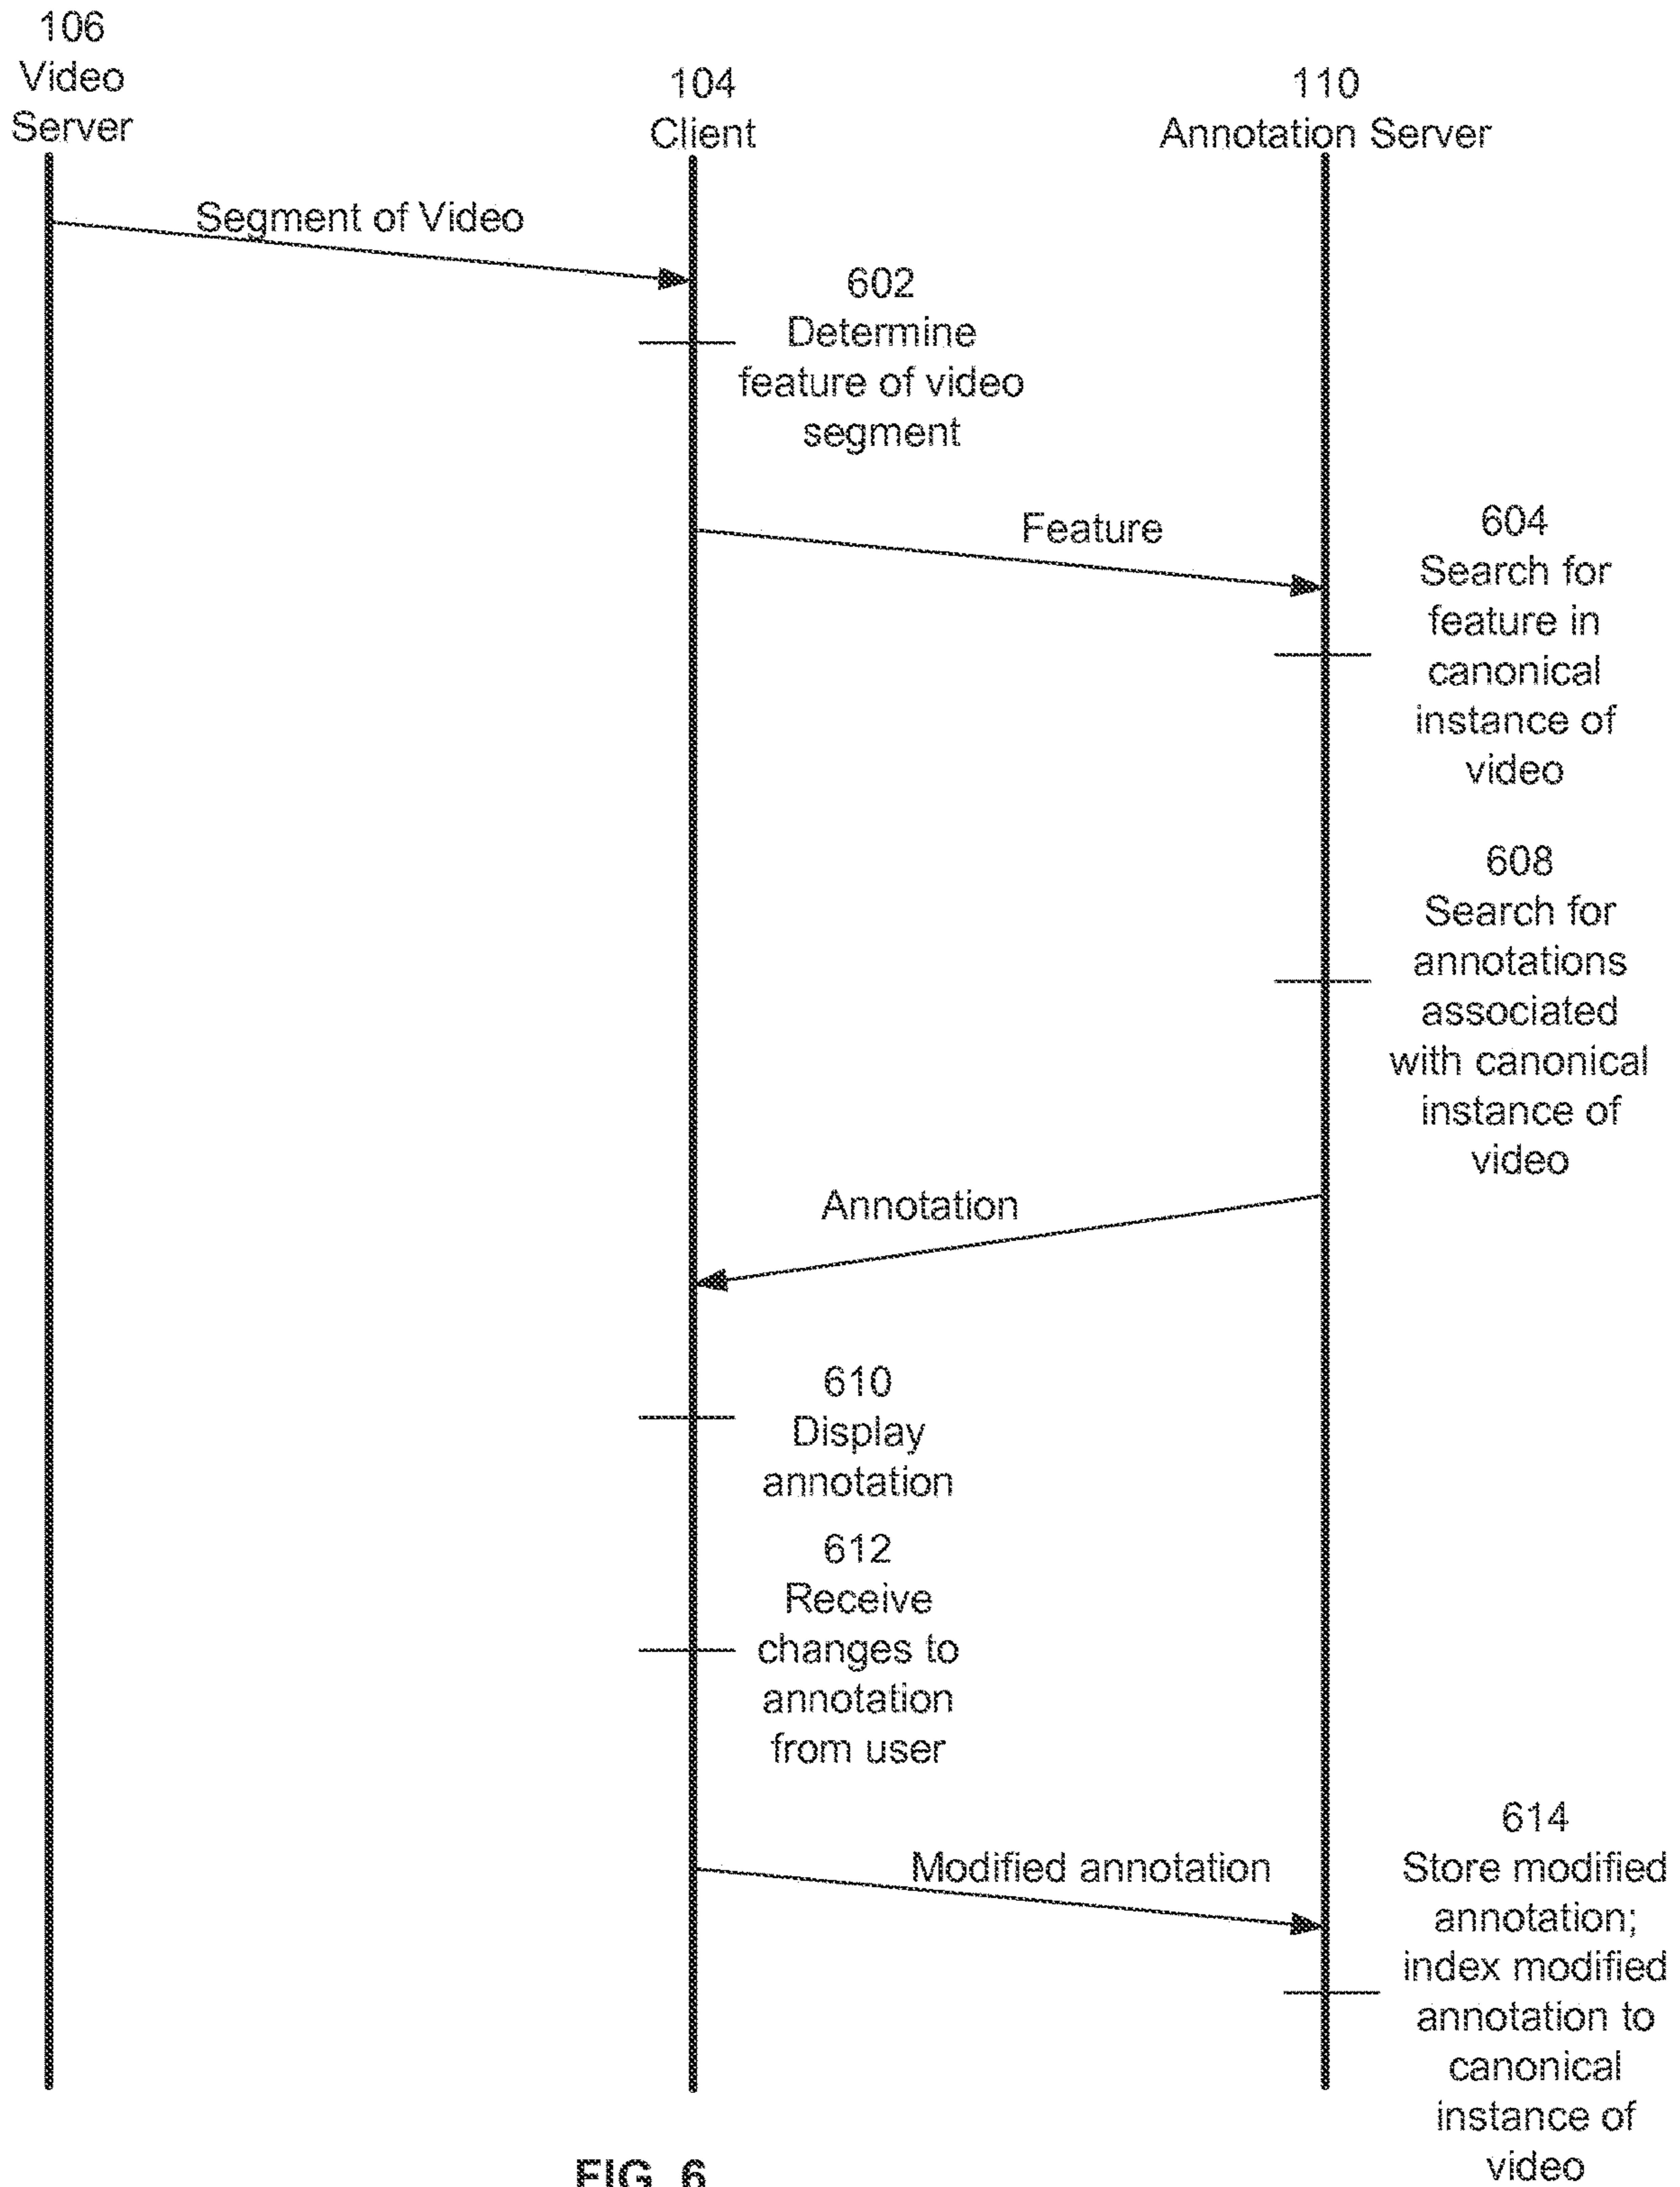 106
Video
Server
104
Client
110
Annotation Server
Segment of Video
602
Determine
feature of video
segment
Feature
604
Search for
feature in
canonical
instance of
video
608
Search for
annotations
associated
with canonical
instance of
video
Annotation
610
Display
annotation
612
Receive
changes to
annotation
from user
Modified annotation
614
Store modified
annotation;
index modified
annotation to
canonical
instance of
video
FIG. 6